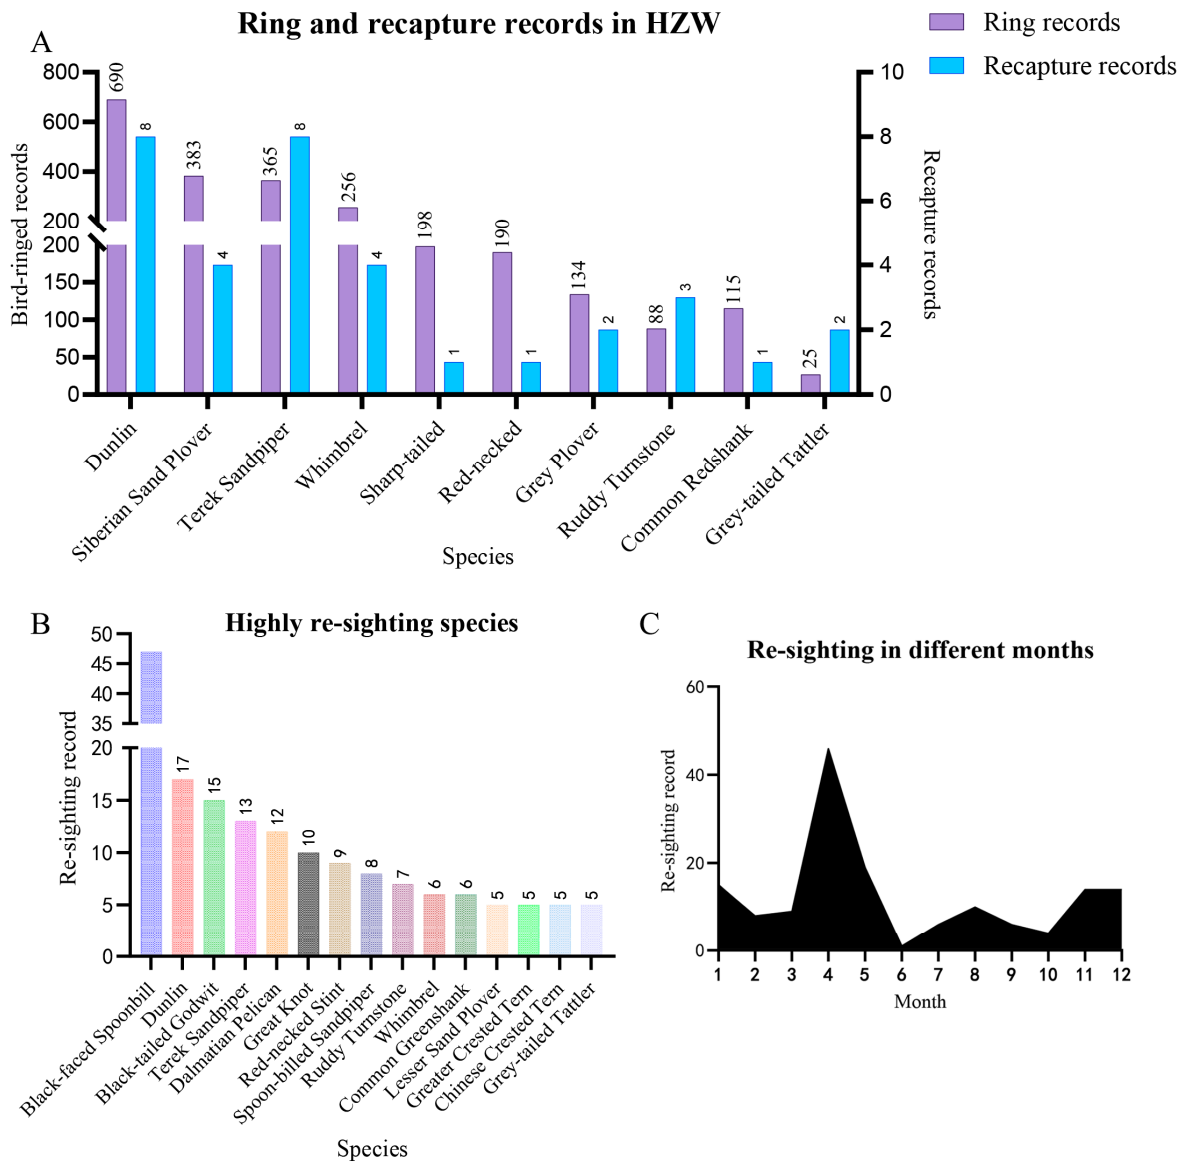 Ring and recapture records in HZW
Ring records
Recapture records
A
Bird-ringed records
800
600
400
200
200
150
100
50
0
690
8
383
4
365
8
256
4
198
1
190
1
134
2
88
3
115
1
25
2
10
8
6
4
2
0
Recapture records
Dunlin
Siberian Sand Plover
Terek Sandpiper
Whimbrel
Sharp-tailed
Red-necked
Grey Plover
Ruddy Turnstone
Common Redshank
Grey-tailed Tattler
Species
B
Highly re-sighting species
Re-sighting record
50
45
40
35
20
15
10
5
0
17
15
13
12
10
9
8
7
6
6
5
5
5
5
Black-faced Spoonbill
Dunlin
Black-tailed Godwit
Terek Sandpiper
Dalmatian Pelican
Great Knot
Red-necked Stint
Spoon-billed Sandpiper
Ruddy Turnstone
Whimbrel
Common Greenshank
Lesser Sand Plover
Greater Crested Tern
Chinese Crested Tern
Grey-tailed Tattler
Species
C
Re-sighting in different months
Re-sighting record
60
40
20
0
1 2 3 4 5 6 7 8 9 10 11 12
Month